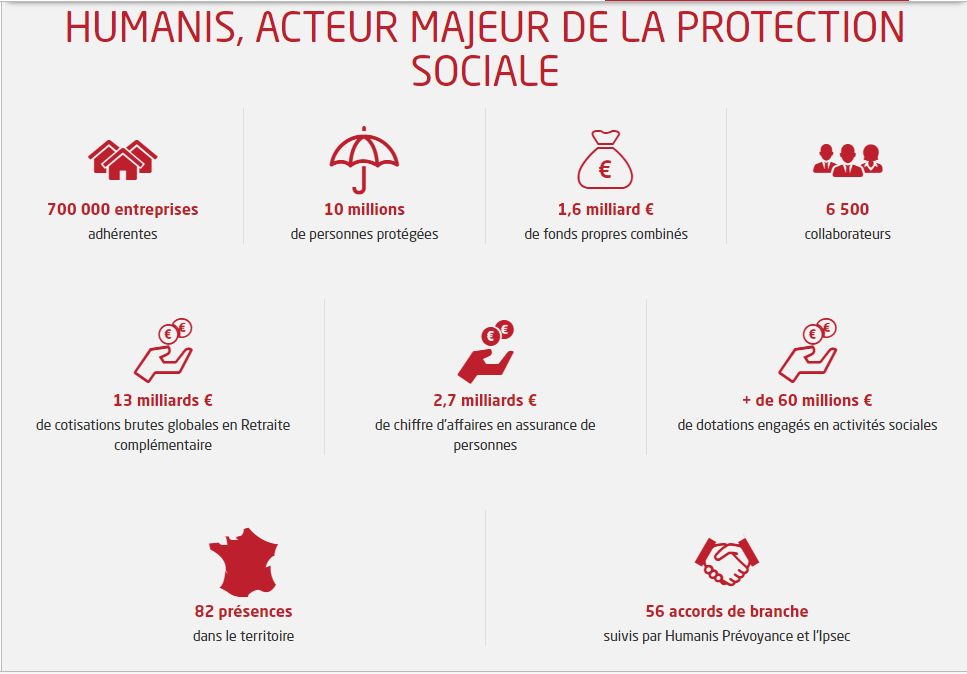 HUMANIS, ACTEUR MAJEUR DE LA PROTECTION
SOCIALE
€
700 000 entreprises
adhérentes
10 millions
de personnes protégées
1,6 milliard €
de fonds propres combinés
6 500
collaborateurs
€ €
13 milliards €
de cotisations brutes globales en Retraite
complémentaire
€ €
2,7 milliards €
de chiffre d'affaires en assurance de
personnes
€ €
+ de 60 millions €
de dotations engagés en activités sociales
82 présences
dans le territoire
56 accords de branche
suivis par Humanis Prévoyance et l'Ipsec